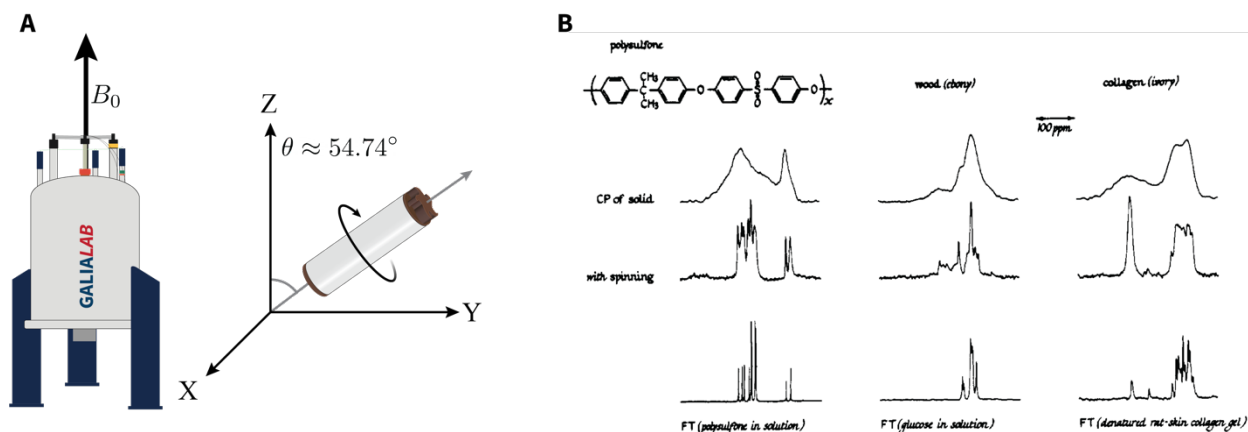 A
B₀
GALIALAB
Z
θ ≈ 54.74°
Y
X
B
polysulfone
CH₃
C
CH₃
O
O
S
O
O
x
wood (ebony)
collagen (ivory)
100 ppm
CP of solid
with spinning
FT (polysulfone in solution)
FT (glucose in solution)
FT (denatured rat-skin collagen gel)